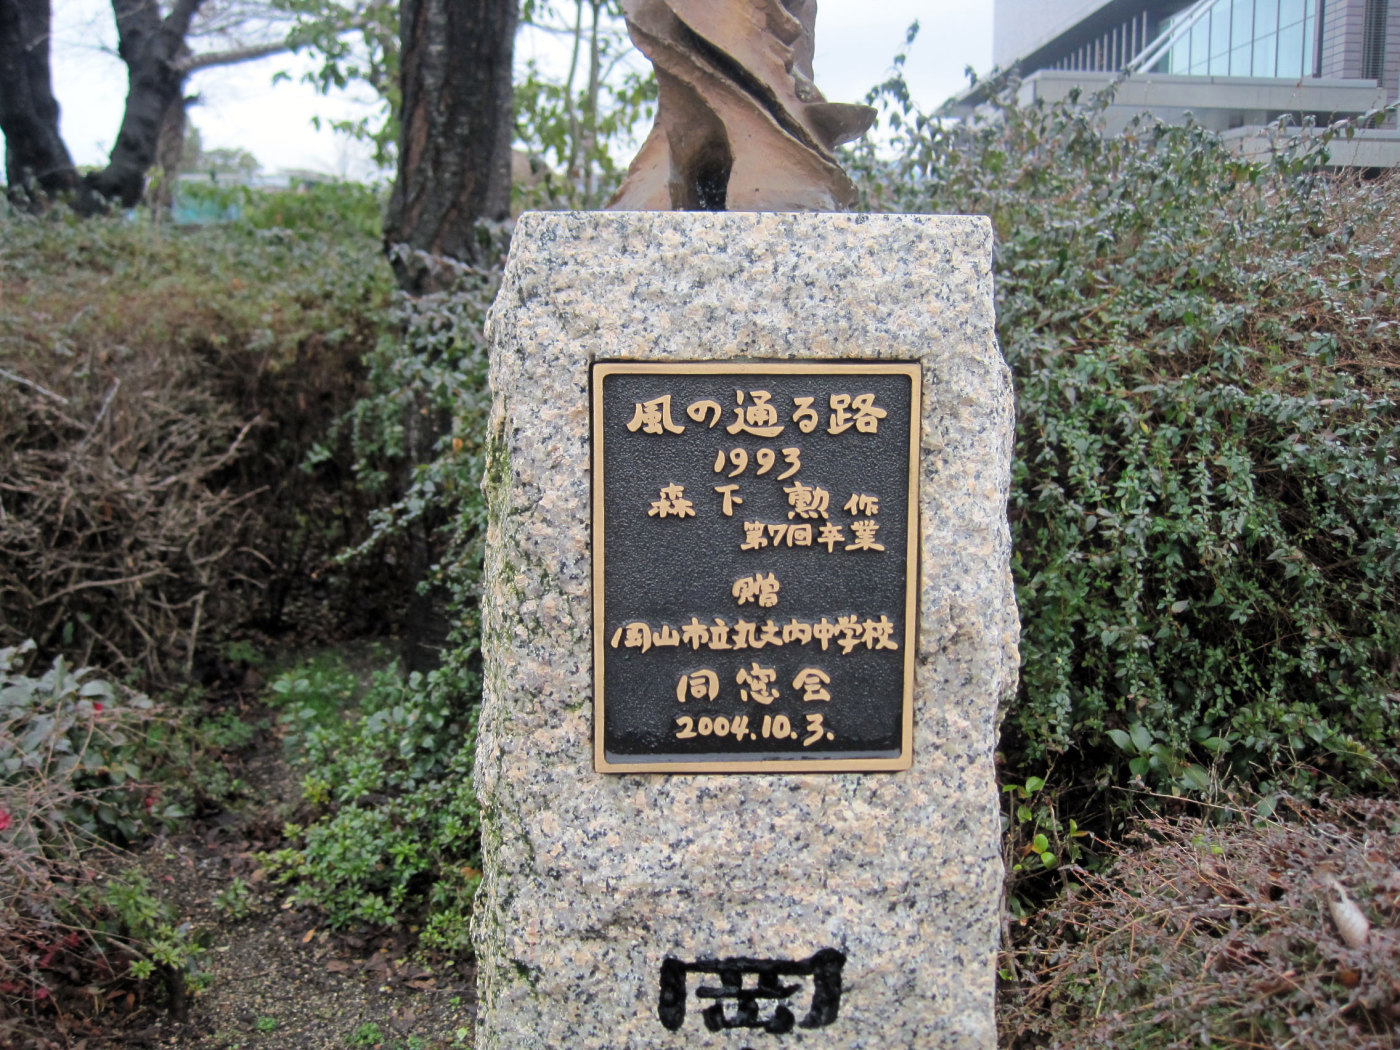 風の通る路
1993
森下 勲 作
第7回卒業
贈
岡山市立丸之内中学校
同窓会
2004.10.3.
岡